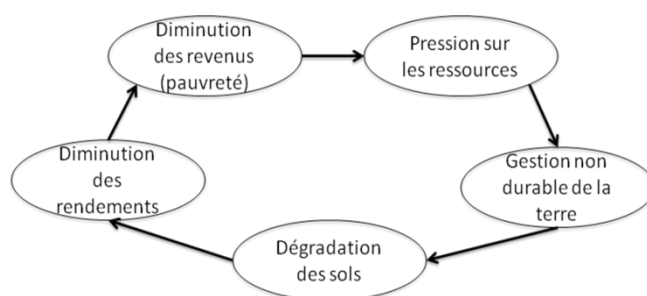 Diminution
des revenus
(pauvreté)
Pression sur
les ressources
Gestion non
durable de la
terre
Dégradation
des sols
Diminution
des
rendements